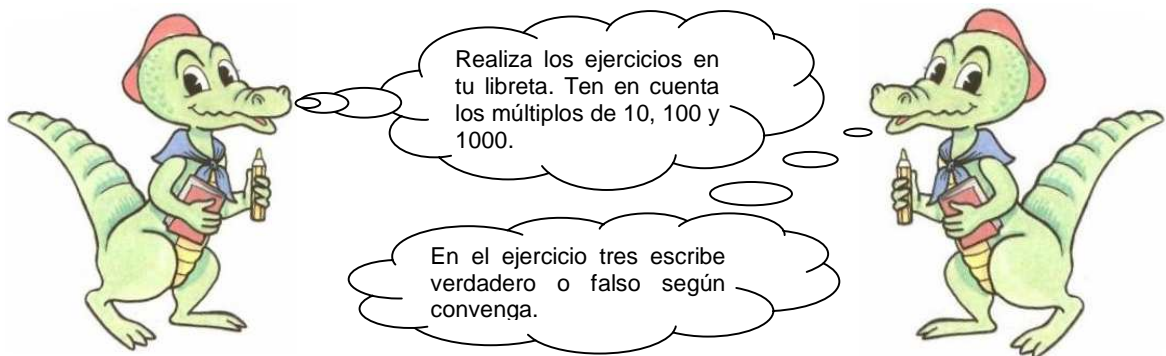 Realiza los ejercicios en
tu libreta. Ten en cuenta
los múltiplos de 10, 100 y
1000.
En el ejercicio tres escribe
verdadero o falso según
convenga.